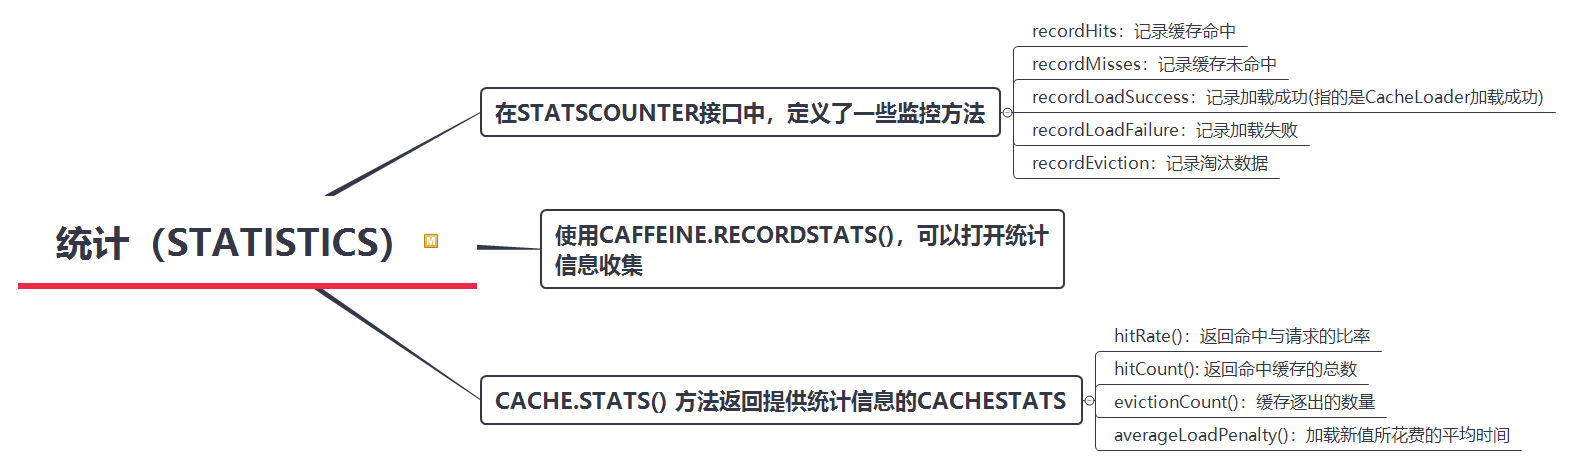 统计（STATISTICS）
M
在STATSCOUNTER接口中，定义了一些监控方法
recordHits：记录缓存命中
recordMisses：记录缓存未命中
recordLoadSuccess：记录加载成功(指的是CacheLoader加载成功)
recordLoadFailure：记录加载失败
recordEviction：记录淘汰数据
使用CAFFEINE.RECORDSTATS()，可以打开统计
信息收集
CACHE.STATS() 方法返回提供统计信息的CACHESTATS
hitRate()：返回命中与请求的比率
hitCount(): 返回命中缓存的总数
evictionCount()：缓存逐出的数量
averageLoadPenalty()：加载新值所花费的平均时间